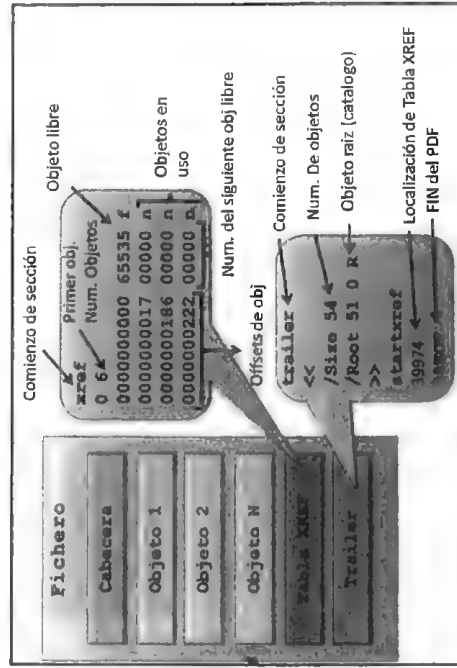 Fichero
Cabecera
Objeto 1
Objeto 2
Objeto N
Tabla XREF
Trailer
Comienzo de sección
xref
Primer obj.
0 6
Num. Objetos
Objeto libre
0000000000 65535 f
0000000017 00000 n
0000000186 00000 n
0000000222 00000 n
Objetos en
uso
Offsets de obj
Num. del siguiente obj libre
trailer
Comienzo de sección
<<
/Size 54
Num. De objetos
/Root 51 0 R
Objeto raiz (catalogo)
>>
startxref
39974
Localización de Tabla XREF
FIN del PDF